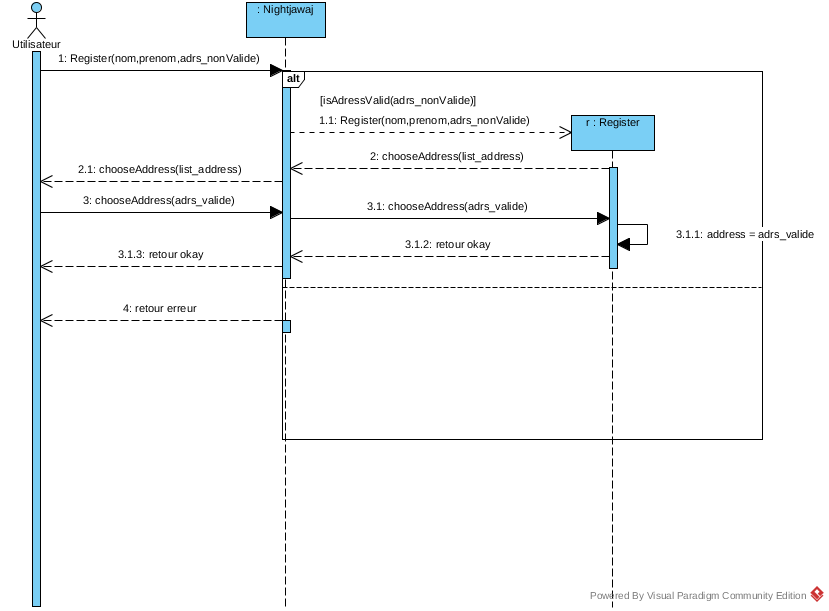 : Nightjawaj
Utilisateur
1: Register(nom,prenom,adrs_nonValide)
alt
[isAdressValid(adrs_nonValide)]
1.1: Register(nom,prenom,adrs_nonValide)
r : Register
2: chooseAddress(list_address)
2.1: chooseAddress(list_address)
3: chooseAddress(adrs_valide)
3.1: chooseAddress(adrs_valide)
3.1.1: address = adrs_valide
3.1.2: retour okay
3.1.3: retour okay
4: retour erreur
Powered By Visual Paradigm Community Edition